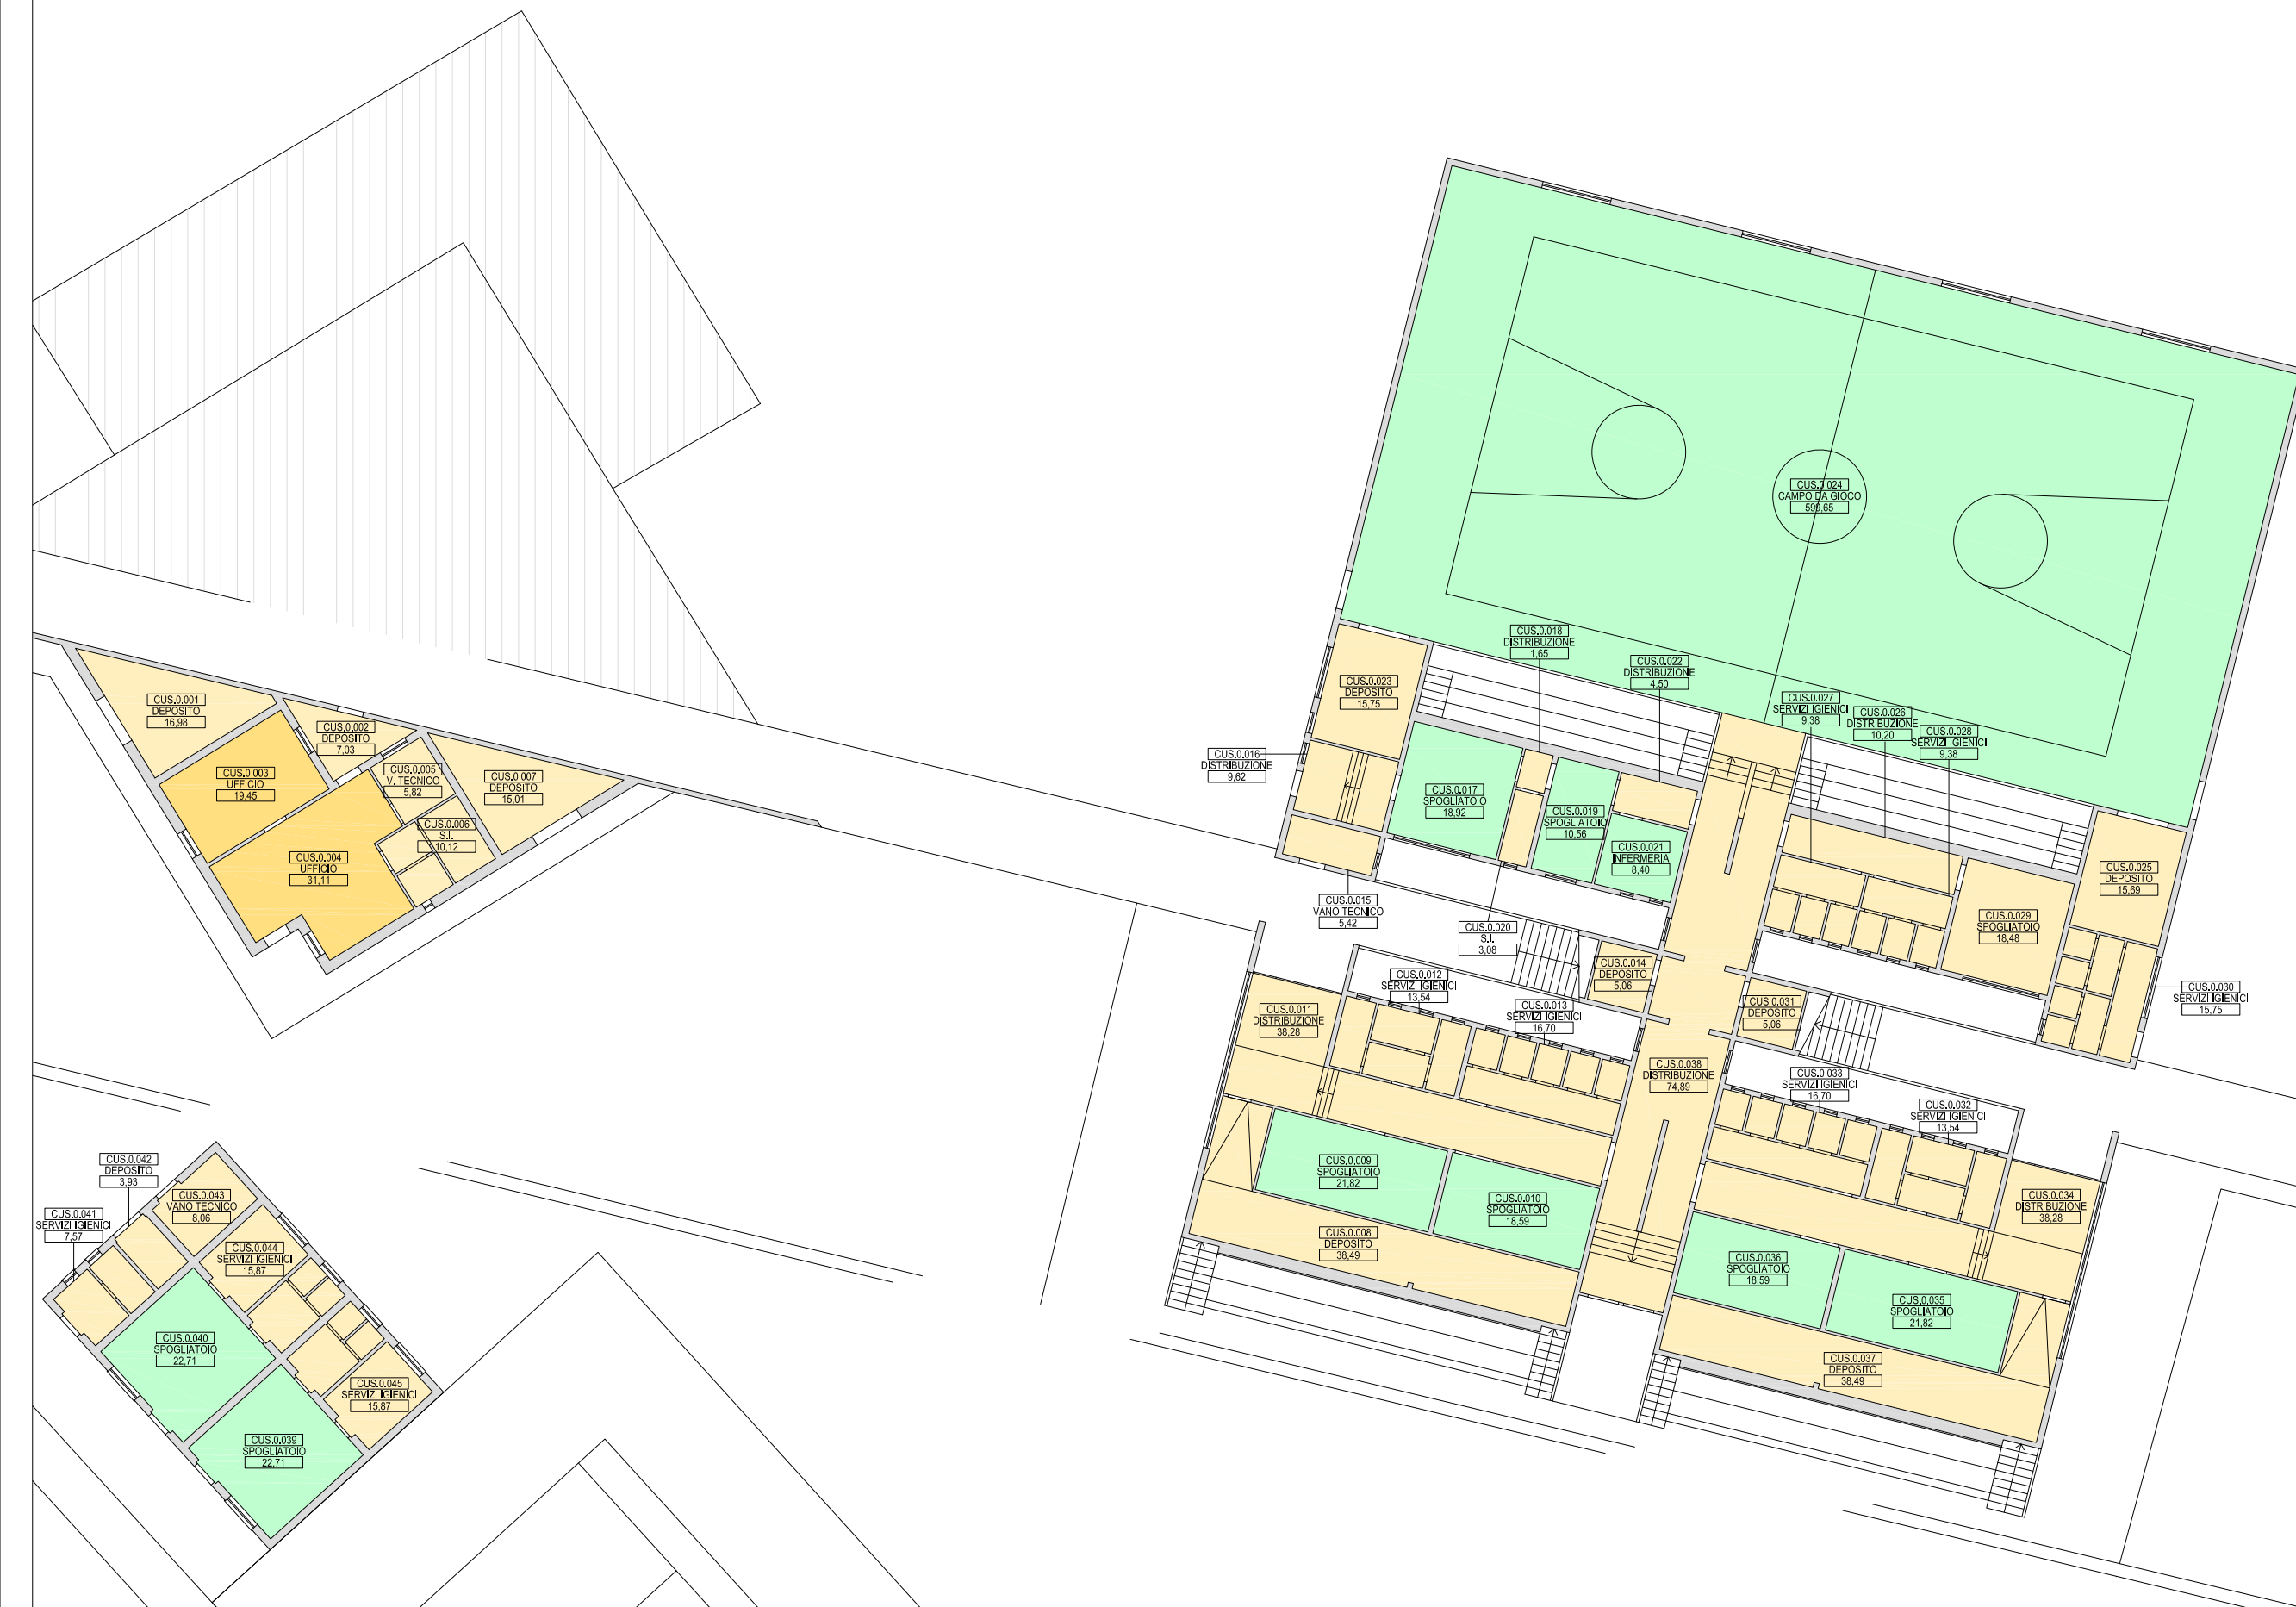 CUS.0.001
DEPOSITO
16,98
CUS.0.002
DEPOSITO
7,03
CUS.0.003
UFFICIO
19,45
CUS.0.004
UFFICIO
31,11
CUS.0.005
V. TECNICO
5,82
CUS.0.006
S.I.
10,12
CUS.0.007
DEPOSITO
15,01
CUS.0.024
CAMPO DA GIOCO
599,65
CUS.0.018
DISTRIBUZIONE
1,65
CUS.0.022
DISTRIBUZIONE
4,50
CUS.0.023
DEPOSITO
15,75
CUS.0.027
SERVIZI IGIENICI
9,38
CUS.0.026
DISTRIBUZIONE
10,20
CUS.0.028
SERVIZI IGIENICI
9,38
CUS.0.016
DISTRIBUZIONE
9,62
CUS.0.017
SPOGLIATOIO
18,92
CUS.0.019
SPOGLIATOIO
10,56
CUS.0.021
INFERMERIA
8,40
CUS.0.025
DEPOSITO
15,69
CUS.0.015
VANO TECNICO
5,42
CUS.0.020
S.I.
3,08
CUS.0.029
SPOGLIATOIO
18,48
CUS.0.014
DEPOSITO
5,06
CUS.0.012
SERVIZI IGIENICI
13,54
CUS.0.030
SERVIZI IGIENICI
15,75
CUS.0.031
DEPOSITO
5,06
CUS.0.011
DISTRIBUZIONE
38,28
CUS.0.013
SERVIZI IGIENICI
16,70
CUS.0.038
DISTRIBUZIONE
74,89
CUS.0.033
SERVIZI IGIENICI
16,70
CUS.0.032
SERVIZI IGIENICI
13,54
CUS.0.009
SPOGLIATOIO
21,82
CUS.0.010
SPOGLIATOIO
18,59
CUS.0.034
DISTRIBUZIONE
38,28
CUS.0.008
DEPOSITO
38,49
CUS.0.036
SPOGLIATOIO
18,59
CUS.0.035
SPOGLIATOIO
21,82
CUS.0.037
DEPOSITO
38,49
CUS.0.042
DEPOSITO
3,93
CUS.0.043
VANO TECNICO
8,06
CUS.0.041
SERVIZI IGIENICI
7,57
CUS.0.044
SERVIZI IGIENICI
15,87
CUS.0.040
SPOGLIATOIO
22,71
CUS.0.045
SERVIZI IGIENICI
15,87
CUS.0.039
SPOGLIATOIO
22,71